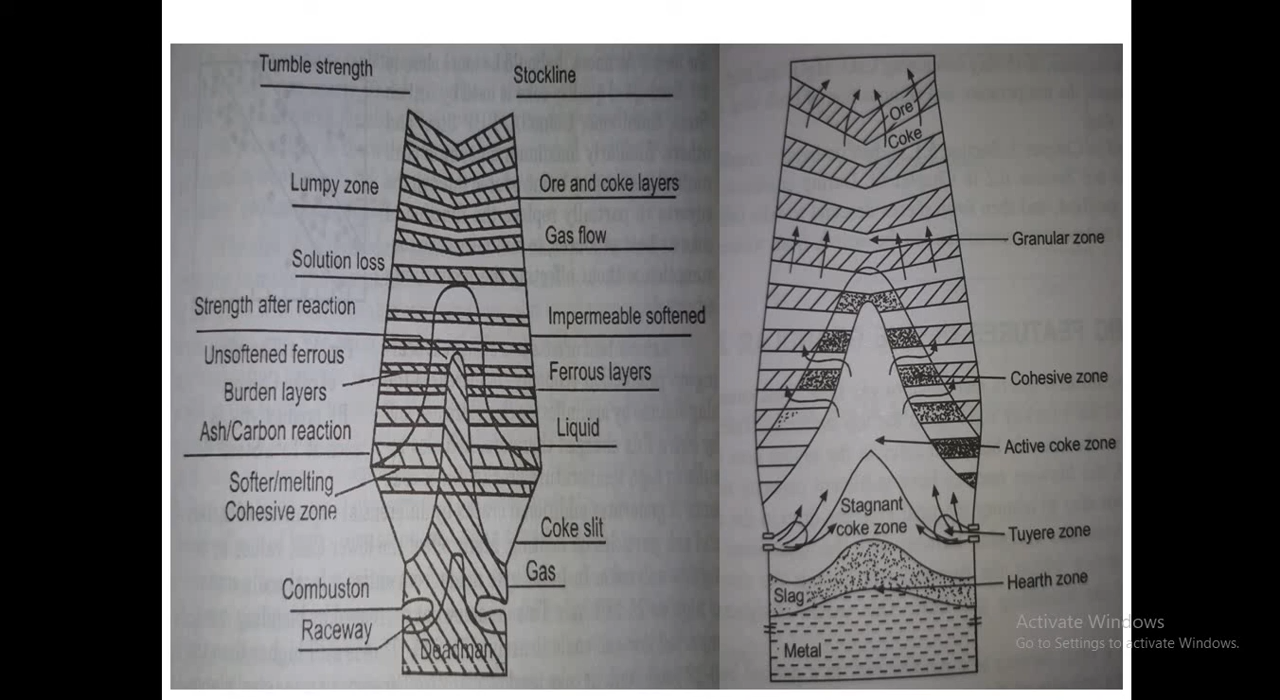 Tumble strength
Stockline
Lumpy zone
Ore and coke layers
Gas flow
Solution loss
Strength after reaction
Impermeable softened
Unsoftened ferrous
Burden layers
Ferrous layers
Ash/Carbon reaction
Liquid
Softer/melting
Cohesive zone
Coke slit
Gas
Combuston
Raceway
Deadman
Ore
Coke
Granular zone
Cohesive zone
Active coke zone
Stagnant
coke zone
Tuyere zone
Hearth zone
Slag
Metal
Activate Windows
Go to Settings to activate Windows.